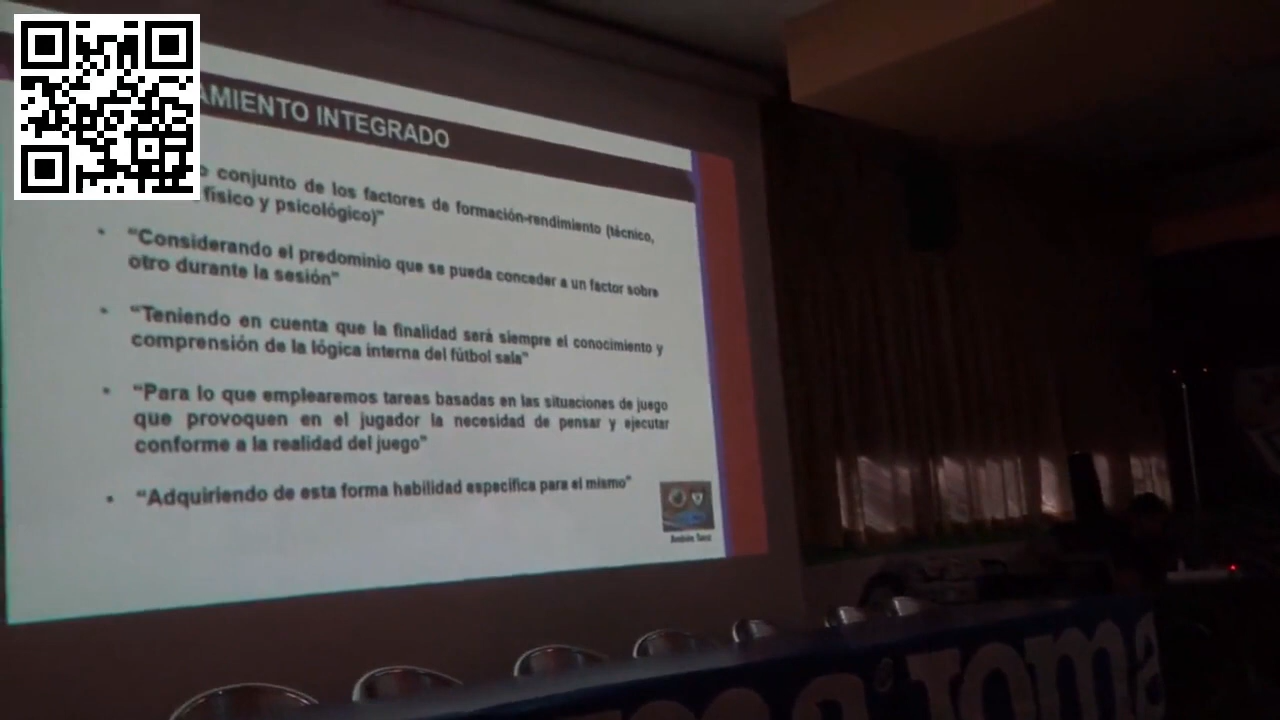 AMIENTO INTEGRADO
conjunto de los factores de formación-rendimiento (técnico,
físico y psicológico)"
• "Considerando el predominio que se pueda conceder a un factor sobre
otro durante la sesión"
• "Teniendo en cuenta que la finalidad será siempre el conocimiento y
comprensión de la lógica interna del fútbol sala"
• "Para lo que emplearemos tareas basadas en las situaciones de juego
que provoquen en el jugador la necesidad de pensar y ejecutar
conforme a la realidad del juego"
• "Adquiriendo de esta forma habilidad específica para el mismo"
ma® Joma